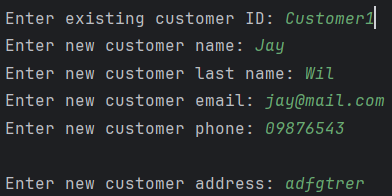 Enter existing customer ID: Customer1
Enter new customer name: Jay
Enter new customer last name: Wil
Enter new customer email: jay@mail.com
Enter new customer phone: 09876543
Enter new customer address: adfgtrer